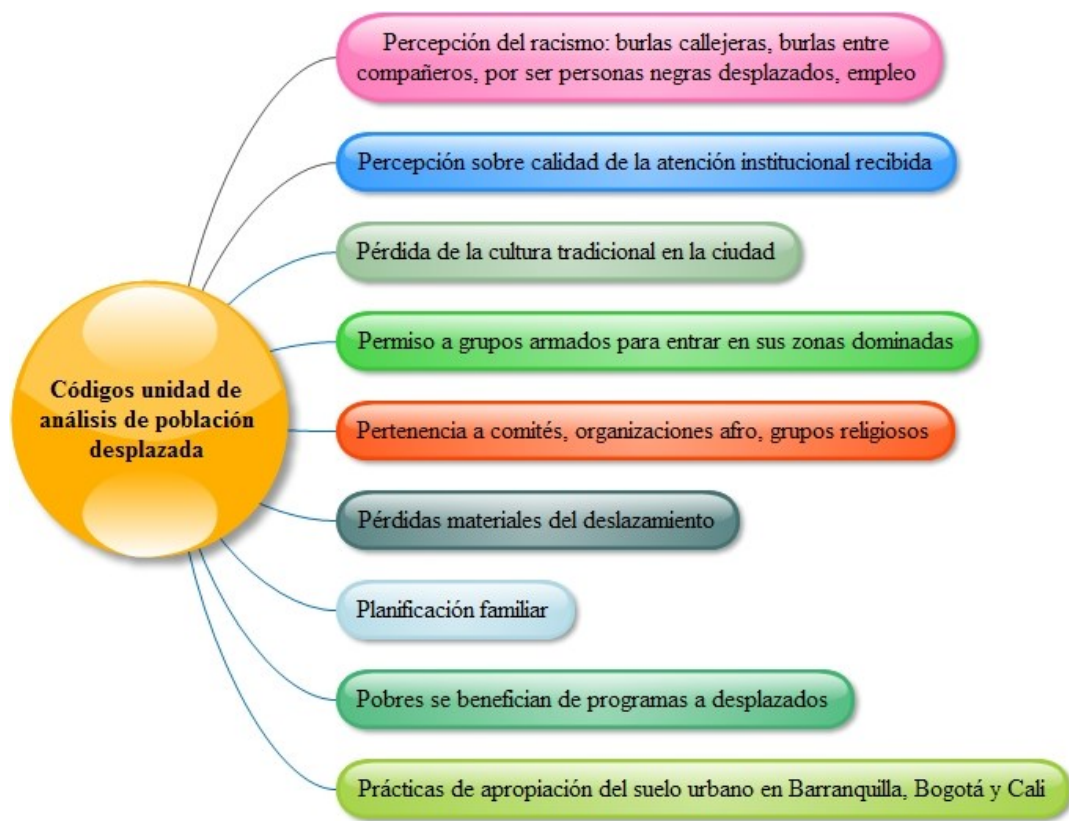 Percepción del racismo: burlas callejeras, burlas entre
compañeros, por ser personas negras desplazados, empleo
Percepción sobre calidad de la atención institucional recibida
Pérdida de la cultura tradicional en la ciudad
Permiso a grupos armados para entrar en sus zonas dominadas
Códigos unidad de
análisis de población
desplazada
Pertenencia a comités, organizaciones afro, grupos religiosos
Pérdidas materiales del deslazamiento
Planificación familiar
Pobres se benefician de programas a desplazados
Prácticas de apropiación del suelo urbano en Barranquilla, Bogotá y Cali